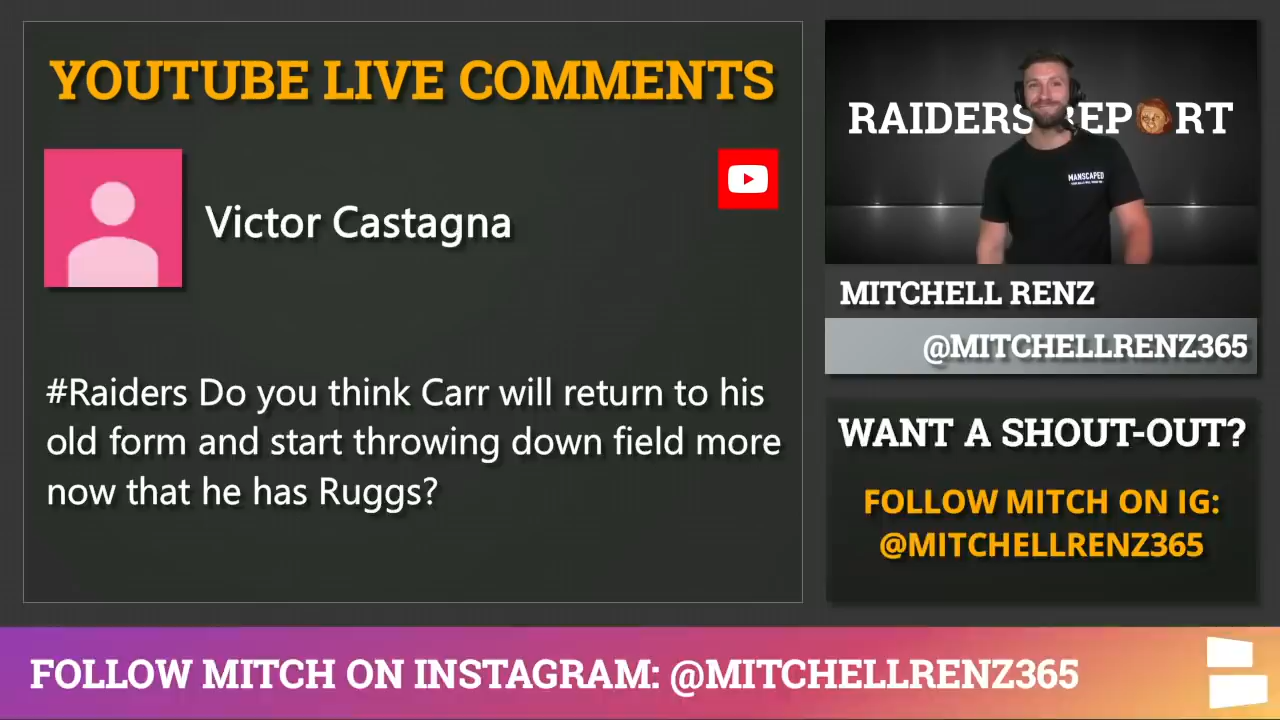 YOUTUBE LIVE COMMENTS
Victor Castagna
#Raiders Do you think Carr will return to his
old form and start throwing down field more
now that he has Ruggs?
RAIDERS REPORT
MANSCAPED
MITCHELL RENZ
@MITCHELLRENZ365
WANT A SHOUT-OUT?
FOLLOW MITCH ON IG:
@MITCHELLRENZ365
FOLLOW MITCH ON INSTAGRAM: @MITCHELLRENZ365